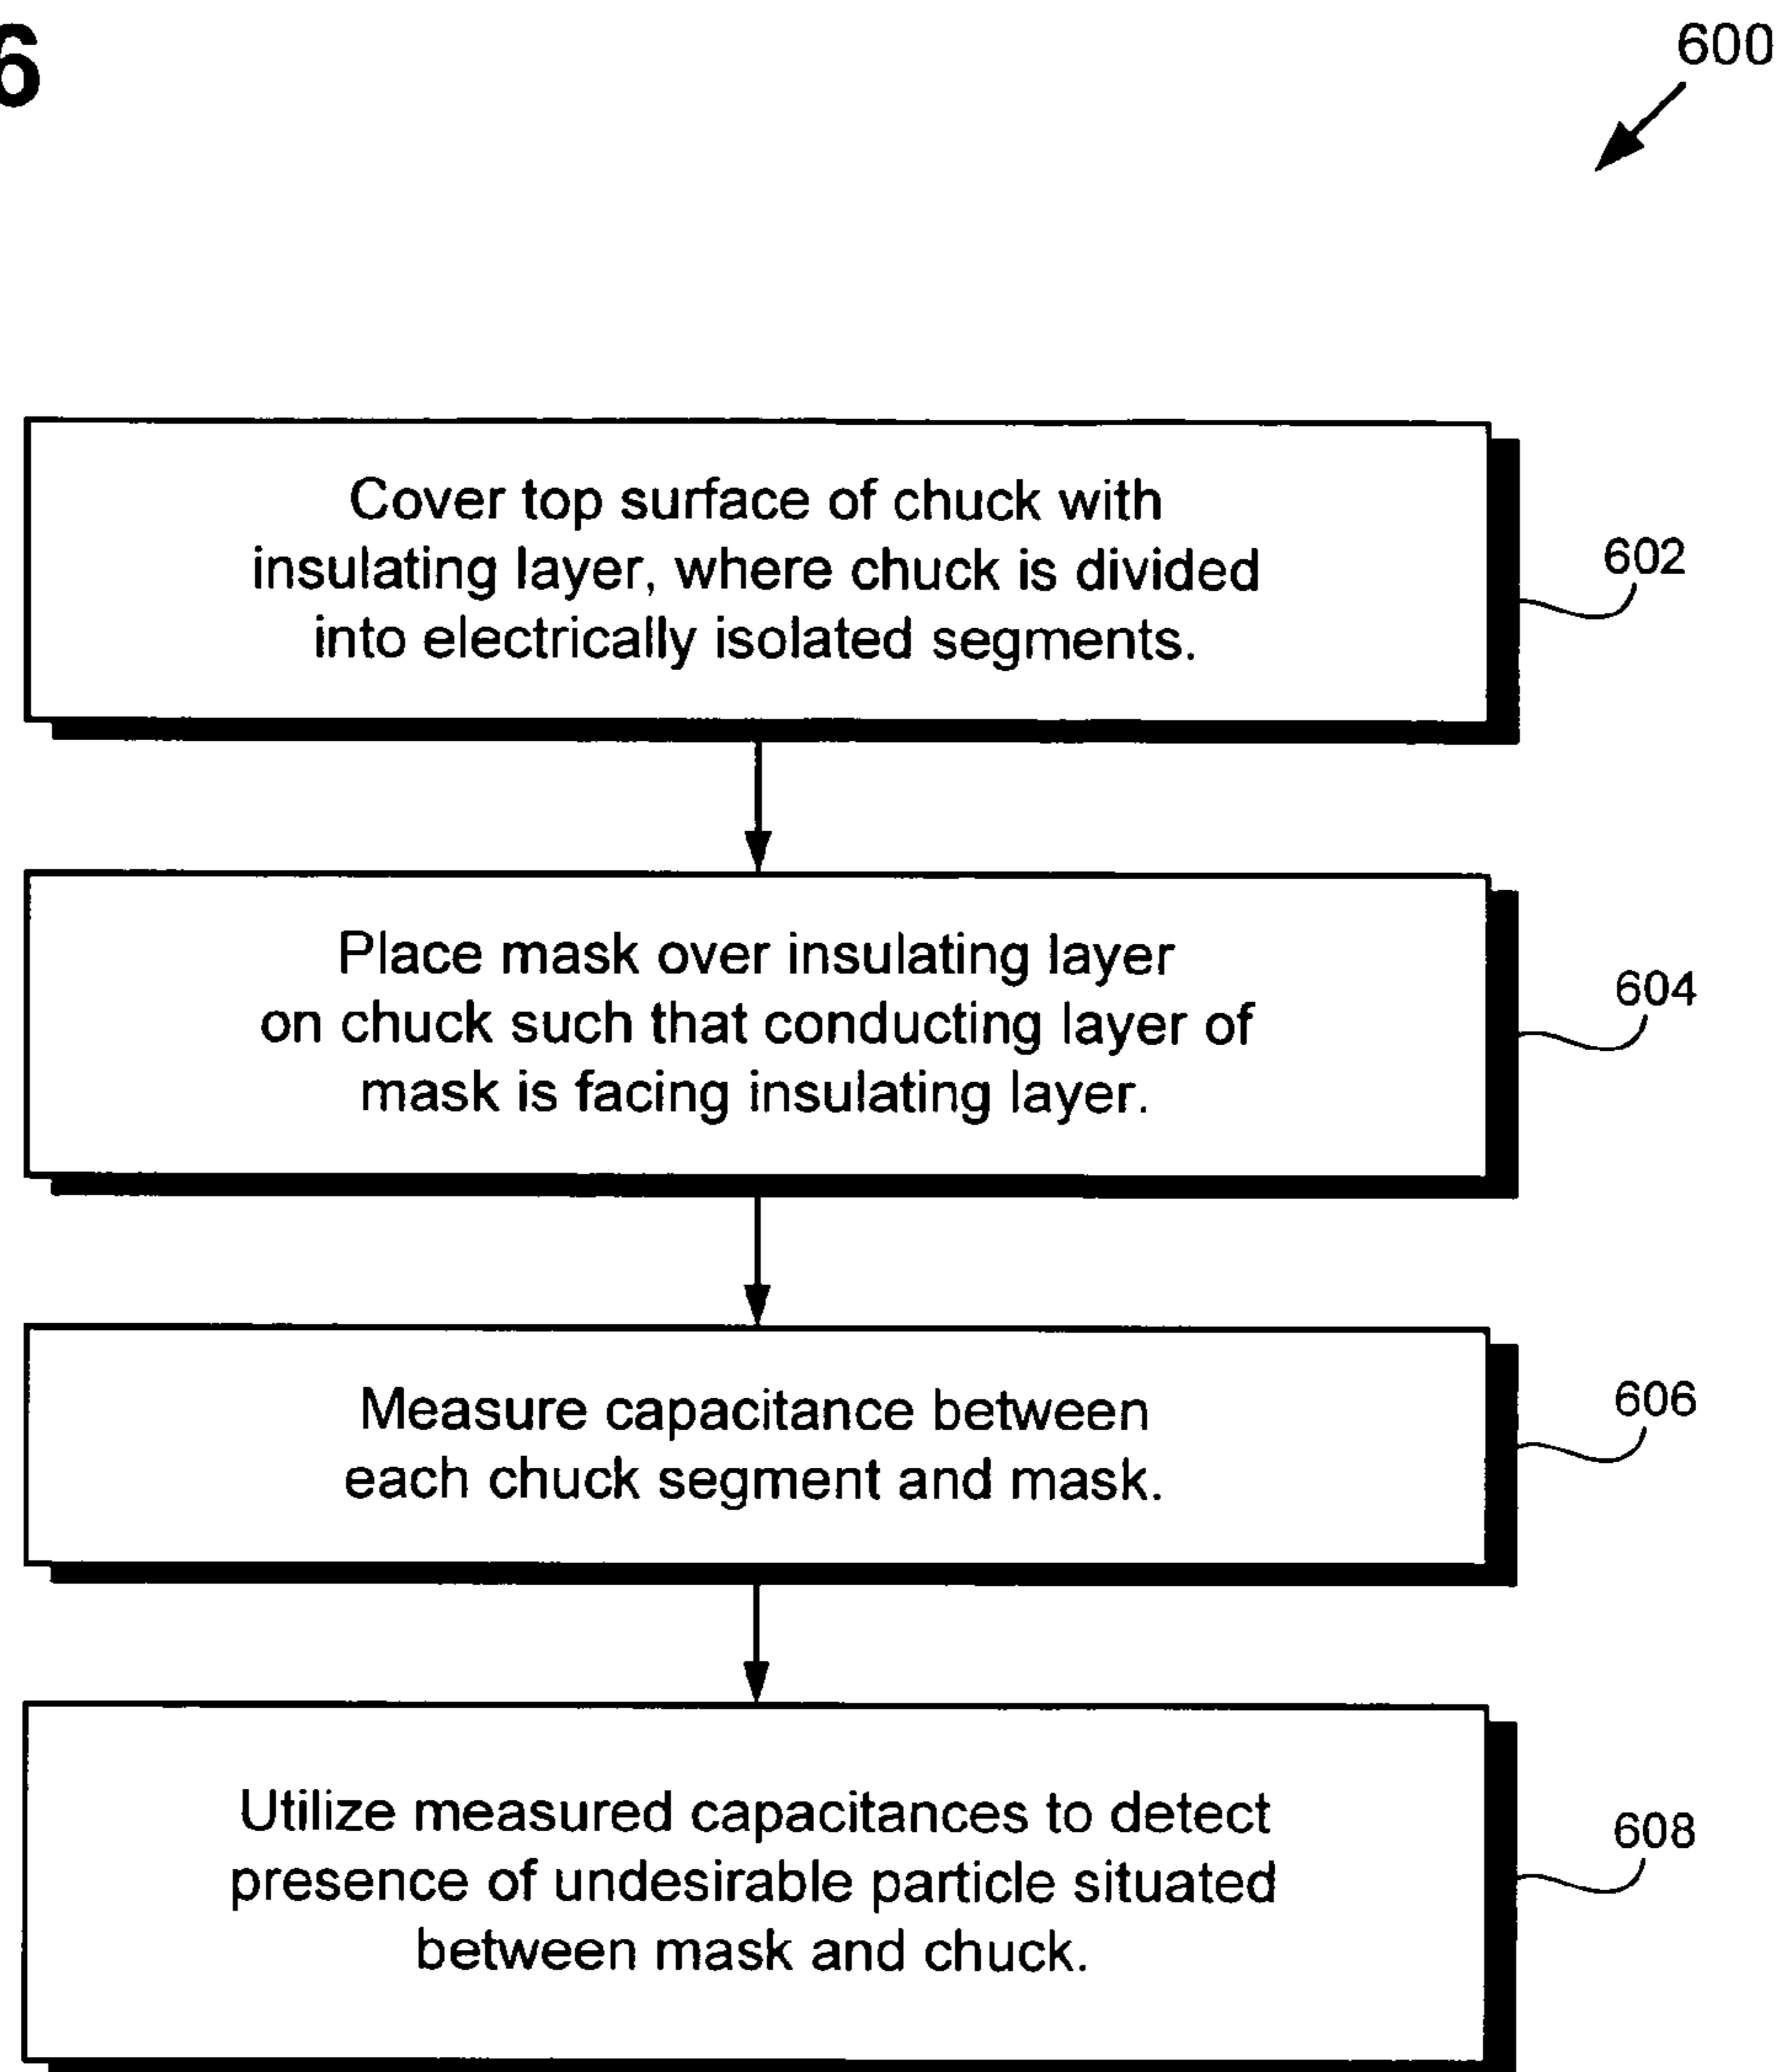 6
600
Cover top surface of chuck with
insulating layer, where chuck is divided
into electrically isolated segments.
602
Place mask over insulating layer
on chuck such that conducting layer of
mask is facing insulating layer.
604
Measure capacitance between
each chuck segment and mask.
606
Utilize measured capacitances to detect
presence of undesirable particle situated
between mask and chuck.
608